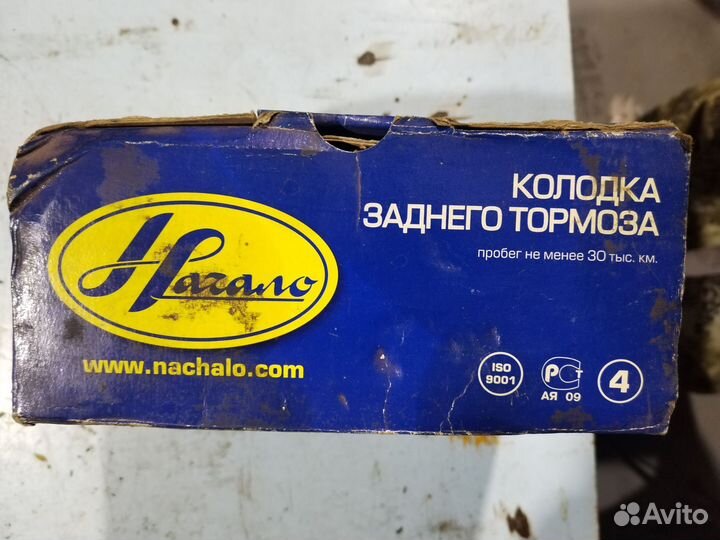 КОЛОДКА
ЗАДНЕГО ТОРМОЗА
пробег не менее 30 тыс. км.
Начало
www.nachalo.com
ISO
9001
РСТ
АЯ 09
4
Avito